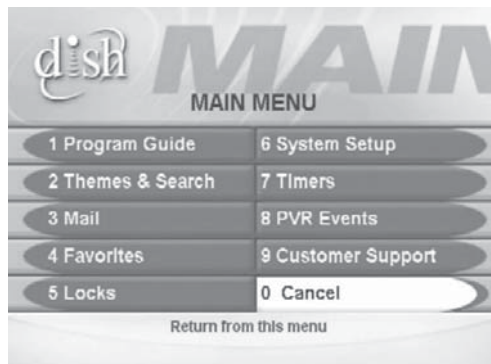 dish
MAIN
MAIN MENU
1 Program Guide
2 Themes & Search
3 Mail
4 Favorites
5 Locks
6 System Setup
7 Timers
8 PVR Events
9 Customer Support
0 Cancel
Return from this menu